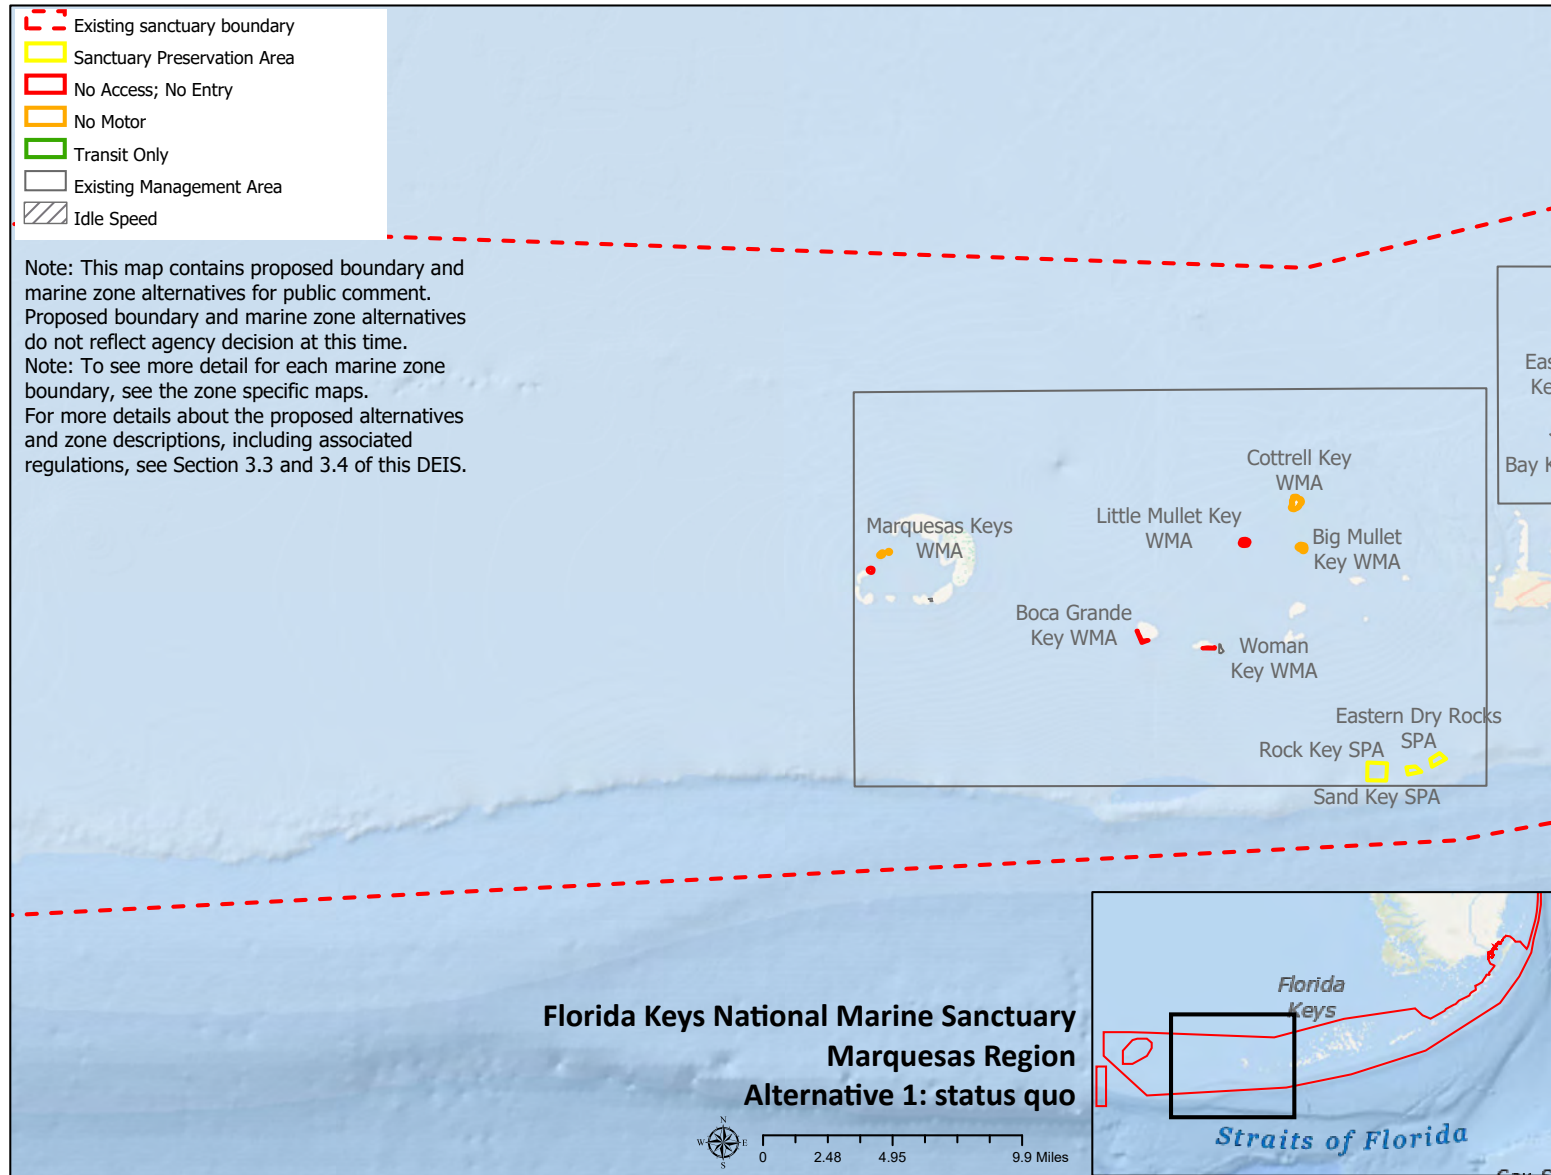 Existing sanctuary boundary
Sanctuary Preservation Area
No Access; No Entry
No Motor
Transit Only
Existing Management Area
Idle Speed
Note: This map contains proposed boundary and
marine zone alternatives for public comment.
Proposed boundary and marine zone alternatives
do not reflect agency decision at this time.
Note: To see more detail for each marine zone
boundary, see the zone specific maps.
For more details about the proposed alternatives
and zone descriptions, including associated
regulations, see Section 3.3 and 3.4 of this DEIS.
Cottrell Key
WMA
Little Mullet Key
WMA
Big Mullet
Key WMA
Marquesas Keys
WMA
Boca Grande
Key WMA
Woman
Key WMA
Eastern Dry Rocks
SPA
Rock Key SPA
Sand Key SPA
Eas
Ke
Bay K
Florida Keys National Marine Sanctuary
Marquesas Region
Alternative 1: status quo
N
W E
S
0 2.48 4.95 9.9 Miles
Florida
Keys
Straits of Florida